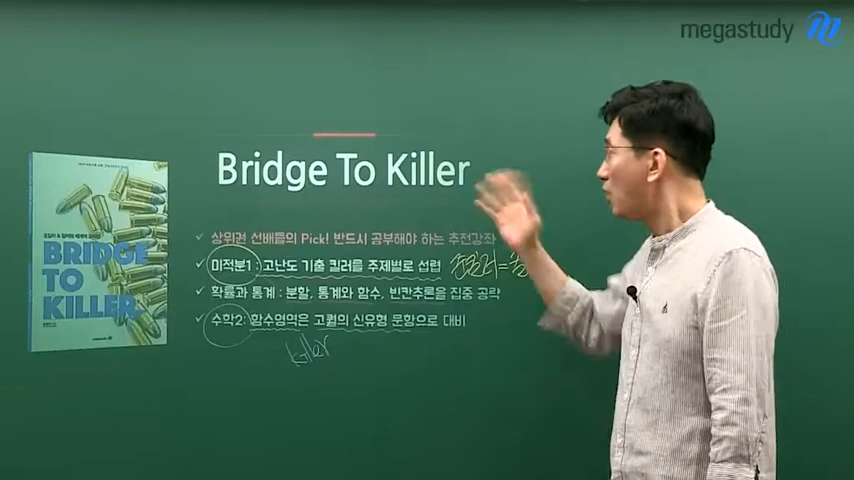 megastudy
Bridge To Killer
상위권 선배들의 Pick! 반드시 공부해야 하는 추천강좌
미적분1 : 고난도 기출 킬러를 주제별로 섭렵
확률과 통계 : 분할, 통계와 함수, 빈칸추론을 집중 공략
수학2 : 함수영역은 고퀄의 신유형 문항으로 대비
killer
BRIDGE
TO
KILLER